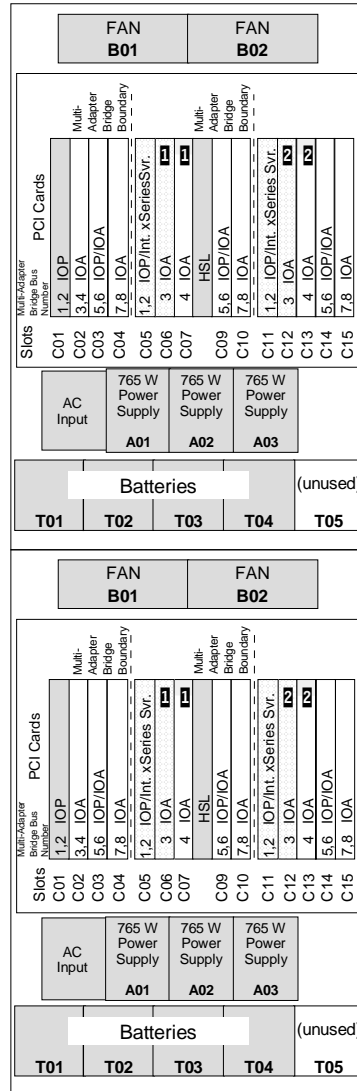 FAN
B01
FAN
B02
Slots
Multi-Adapter
Bridge Bus
Number
PCI Cards
C01 1,2 IOP
C02 3,4 IOA
C03 5,6 IOP/IOA
C04 7,8 IOA
Multi-
Adapter
Bridge
Boundary
C05 1,2 IOP/Int. xSeriesSvr.
C06 3 IOA 1
C07 4 IOA 1
HSL
C09 5,6 IOP/IOA
C10 7,8 IOA
Multi-
Adapter
Bridge
Boundary
C11 1,2 IOP/Int. xSeries Svr.
C12 3 IOA 2
C13 4 IOA 2
C14 5,6 IOP/IOA
C15 7,8 IOA
AC
Input
765 W
Power
Supply
A01
765 W
Power
Supply
A02
765 W
Power
Supply
A03
Batteries
(unused)
T01 T02 T03 T04 T05
FAN
B01
FAN
B02
Slots
Multi-Adapter
Bridge Bus
Number
PCI Cards
C01 1,2 IOP
C02 3,4 IOA
C03 5,6 IOP/IOA
C04 7,8 IOA
Multi-
Adapter
Bridge
Boundary
C05 1,2 IOP/Int. xSeries Svr.
C06 3 IOA 1
C07 4 IOA 1
HSL
C09 5,6 IOP/IOA
C10 7,8 IOA
Multi-
Adapter
Bridge
Boundary
C11 1,2 IOP/Int. xSeries Svr.
C12 3 IOA 2
C13 4 IOA 2
C14 5,6 IOP/IOA
C15 7,8 IOA
AC
Input
765 W
Power
Supply
A01
765 W
Power
Supply
A02
765 W
Power
Supply
A03
Batteries
(unused)
T01 T02 T03 T04 T05